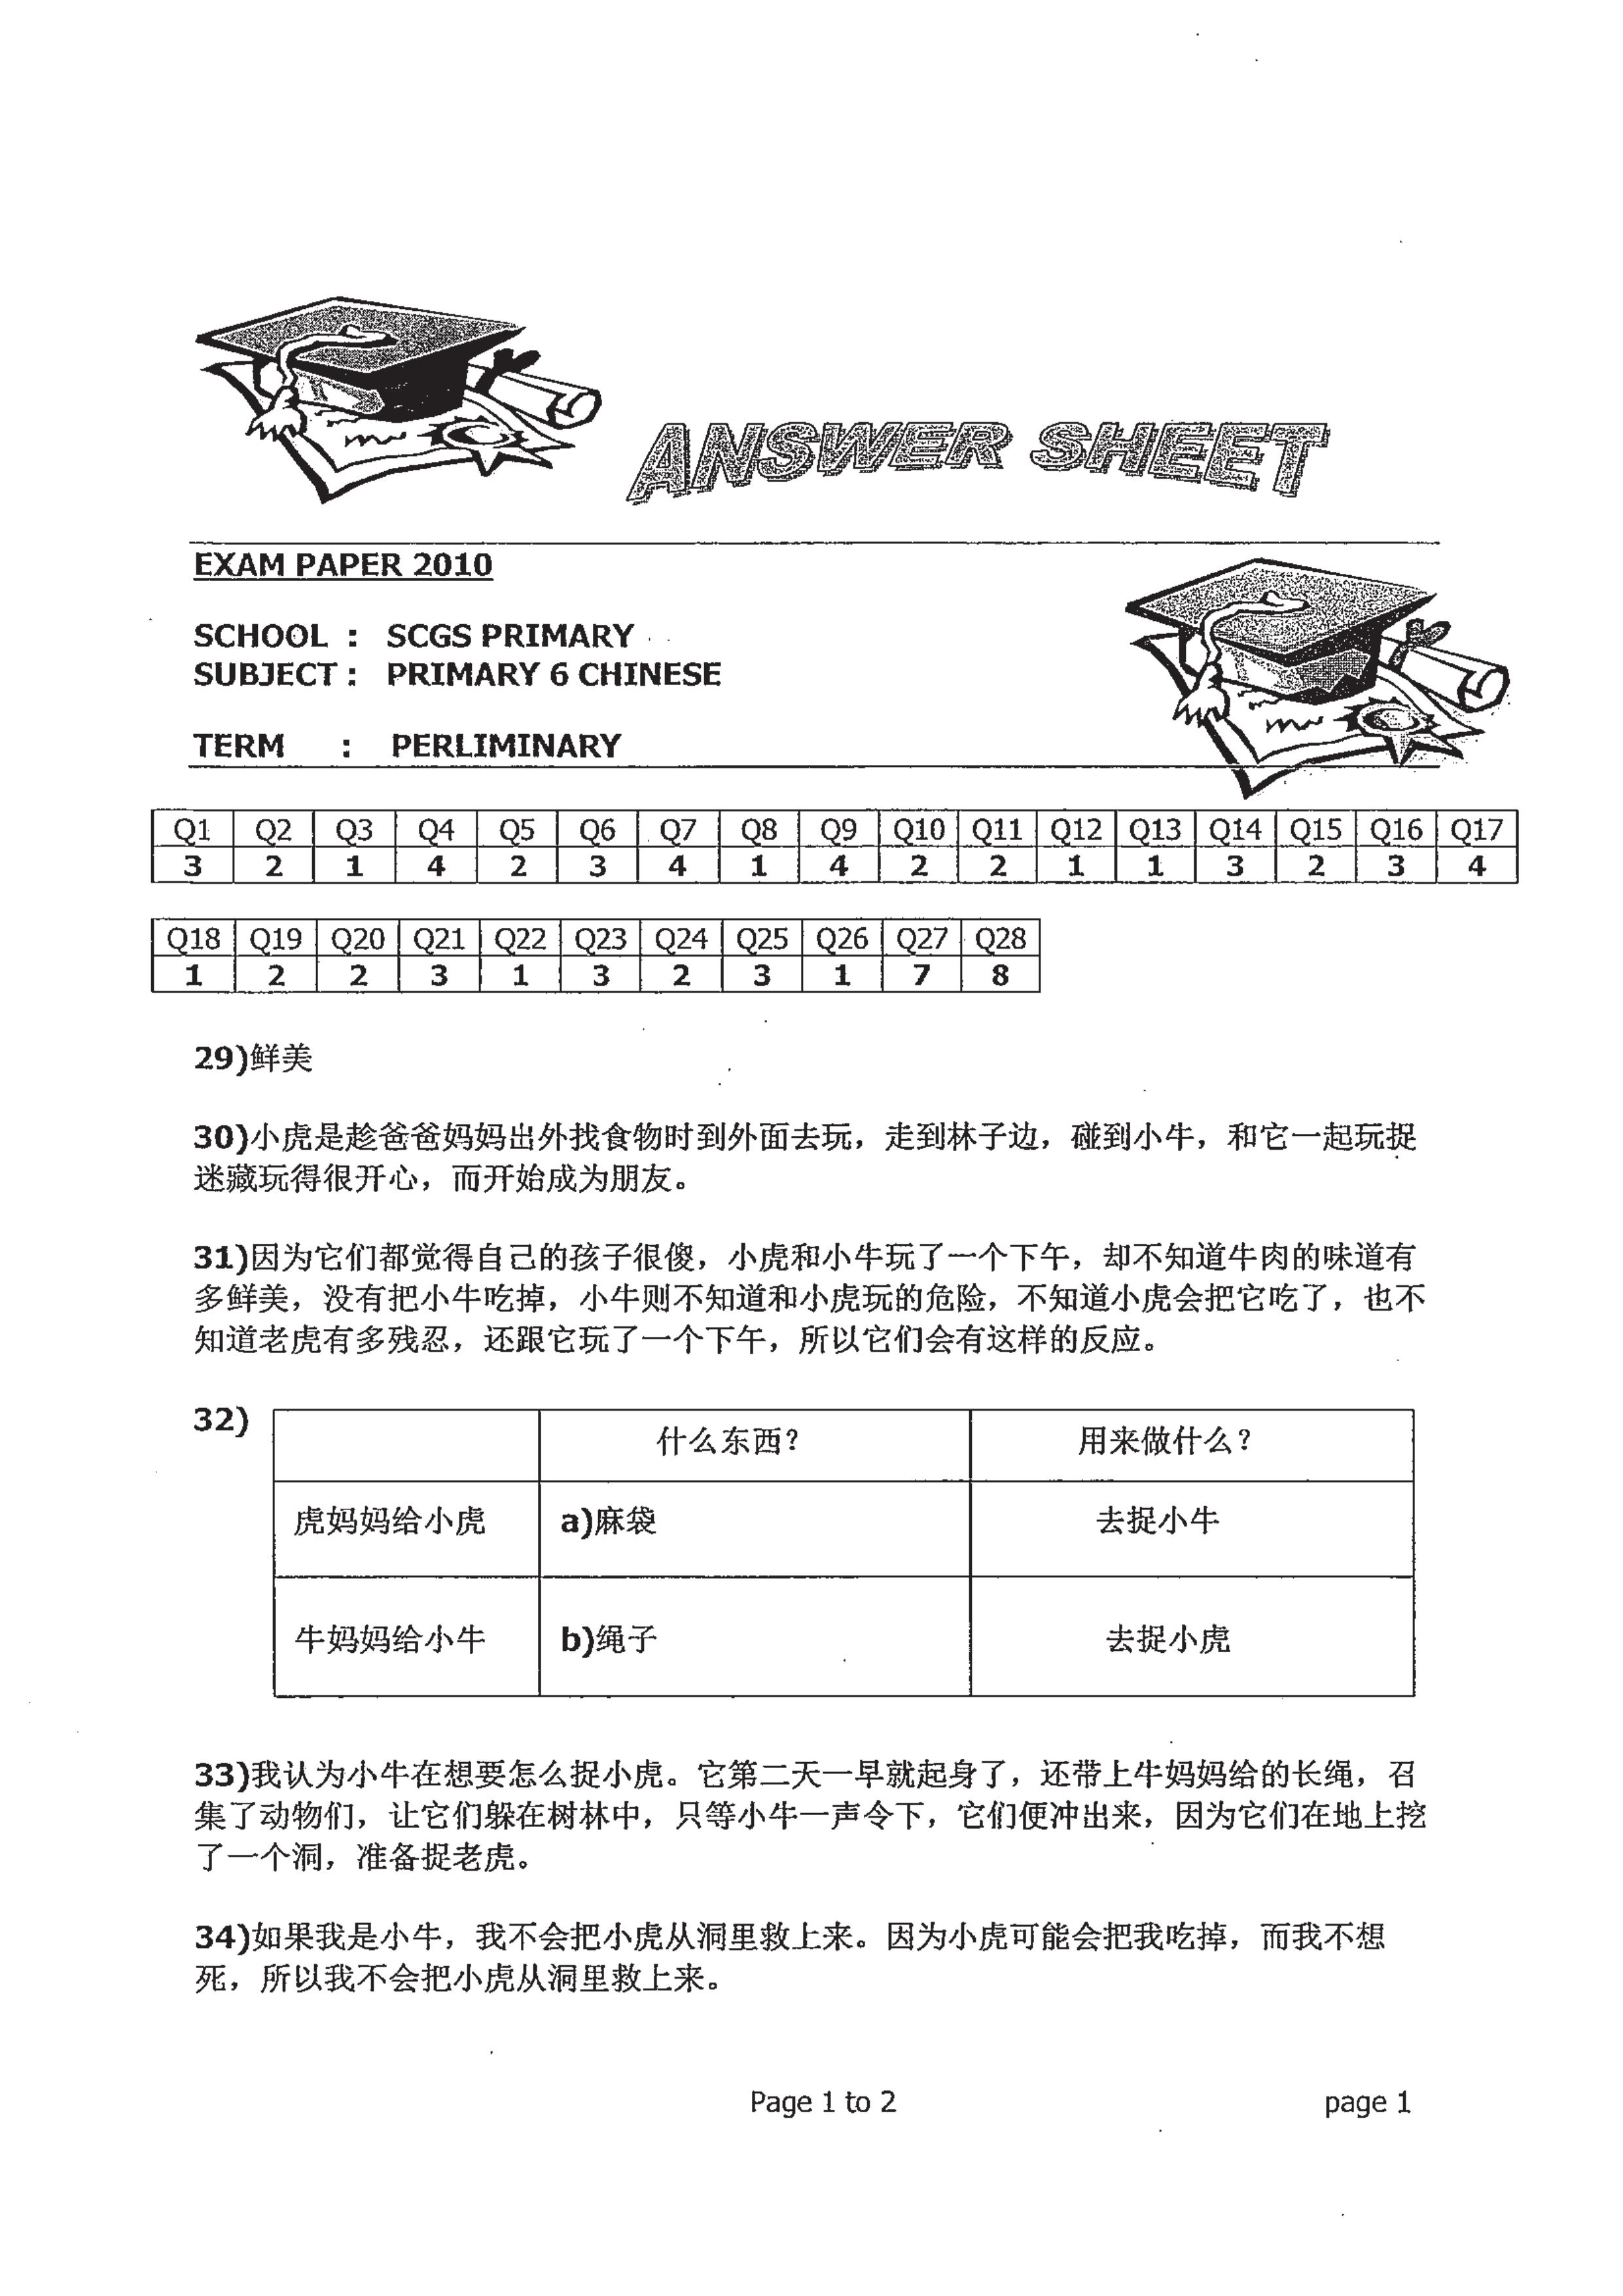 ANSWER SHEET
EXAM PAPER 2010
SCHOOL : SCGS PRIMARY
SUBJECT : PRIMARY 6 CHINESE
TERM : PERLIMINARY
Q1 Q2 Q3 Q4 Q5 Q6 Q7 Q8 Q9 Q10 Q11 Q12 Q13 Q14 Q15 Q16 Q17
3 2 1 4 2 3 4 1 4 2 2 1 1 3 2 3 4
Q18 Q19 Q20 Q21 Q22 Q23 Q24 Q25 Q26 Q27 Q28
1 2 2 3 1 3 2 3 1 7 8
29)鲜美
30)小虎是趁爸爸妈妈出外找食物时到外面去玩，走到林子边，碰到小牛，和它一起玩捉
迷藏玩得很开心，而开始成为朋友。
31)因为它们都觉得自己的孩子很傻，小虎和小牛玩了一个下午，却不知道牛肉的味道有
多鲜美，没有把小牛吃掉，小牛则不知道和小虎玩的危险，不知道小虎会把它吃了，也不
知道老虎有多残忍，还跟它玩了一个下午，所以它们会有这样的反应。
32)
什么东西？ 用来做什么？
虎妈妈给小虎 a)麻袋 去捉小牛
牛妈妈给小牛 b)绳子 去捉小虎
33)我认为小牛在想要怎么捉小虎。它第二天一早就起身了，还带上牛妈妈给的长绳，召
集了动物们，让它们躲在树林中，只等小牛一声令下，它们便冲出来，因为它们在地上挖
了一个洞，准备捉老虎。
34)如果我是小牛，我不会把小虎从洞里救上来。因为小虎可能会把我吃掉，而我不想
死，所以我不会把小虎从洞里救上来。
Page 1 to 2 page 1